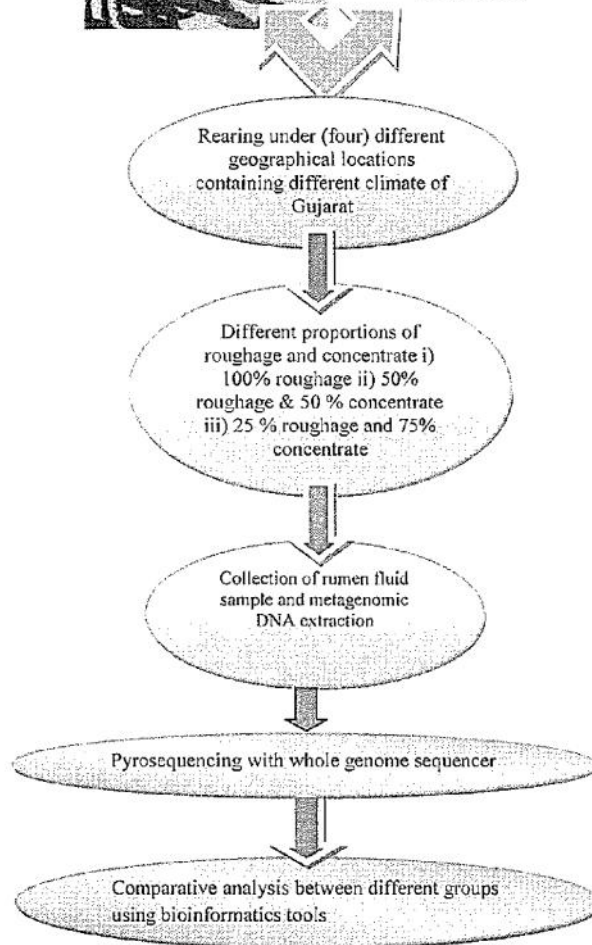 Rearing under (four) different
geographical locations
containing different climate of
Gujarat
Different proportions of
roughage and concentrate i)
100% roughage ii) 50%
roughage & 50 % concentrate
iii) 25 % roughage and 75%
concentrate
Collection of rumen fluid
sample and metagenomic
DNA extraction
Pyrosequencing with whole genome sequencer
Comparative analysis between different groups
using bioinformatics tools